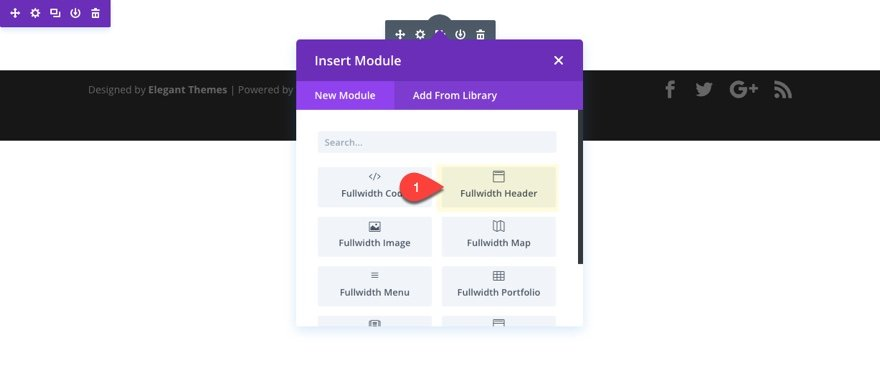 Insert Module
New Module
Add From Library
Designed by Elegant Themes | Powered by
Search...
Fullwidth Cod
1
Fullwidth Header
Fullwidth Image
Fullwidth Map
Fullwidth Menu
Fullwidth Portfolio